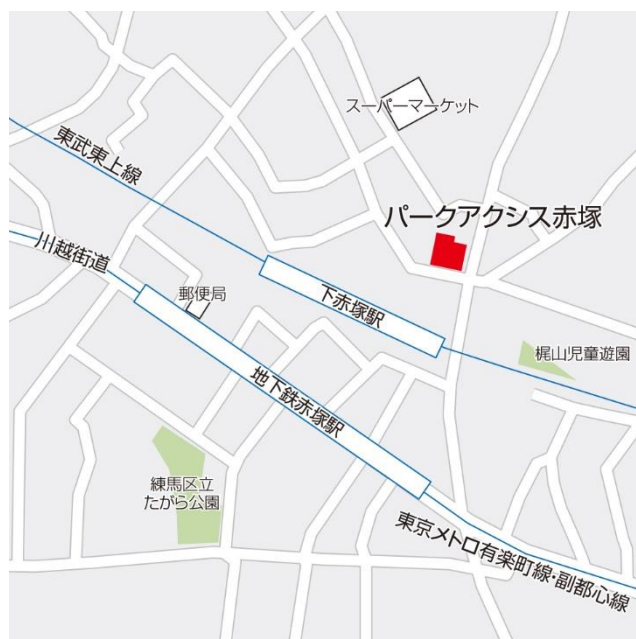 スーパーマーケット
東武東上線
パークアクシス赤塚
川越街道
郵便局
下赤塚駅
梶山児童遊園
地下鉄赤塚駅
練馬区立
たがら公園
東京メトロ有楽町線・副都心線